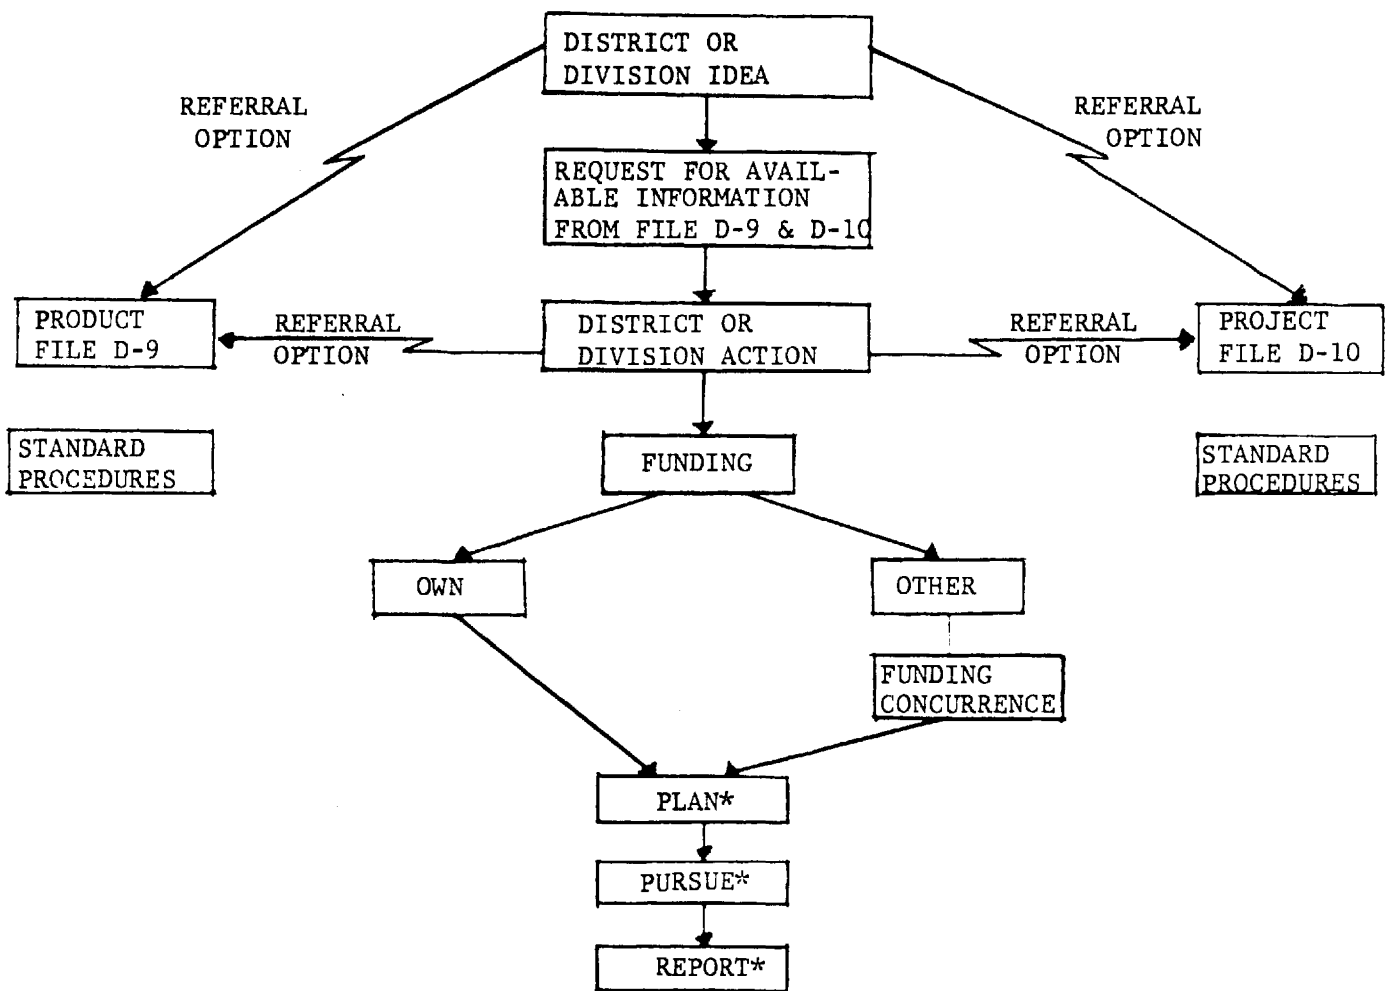 DISTRICT OR
DIVISION IDEA
REFERRAL
OPTION
REFERRAL
OPTION
REQUEST FOR AVAIL-
ABLE INFORMATION
FROM FILE D-9 & D-10
PRODUCT
FILE D-9
REFERRAL
OPTION
DISTRICT OR
DIVISION ACTION
REFERRAL
OPTION
PROJECT
FILE D-10
STANDARD
PROCEDURES
FUNDING
STANDARD
PROCEDURES
OWN
OTHER
FUNDING
CONCURRENCE
PLAN*
PURSUE*
REPORT*